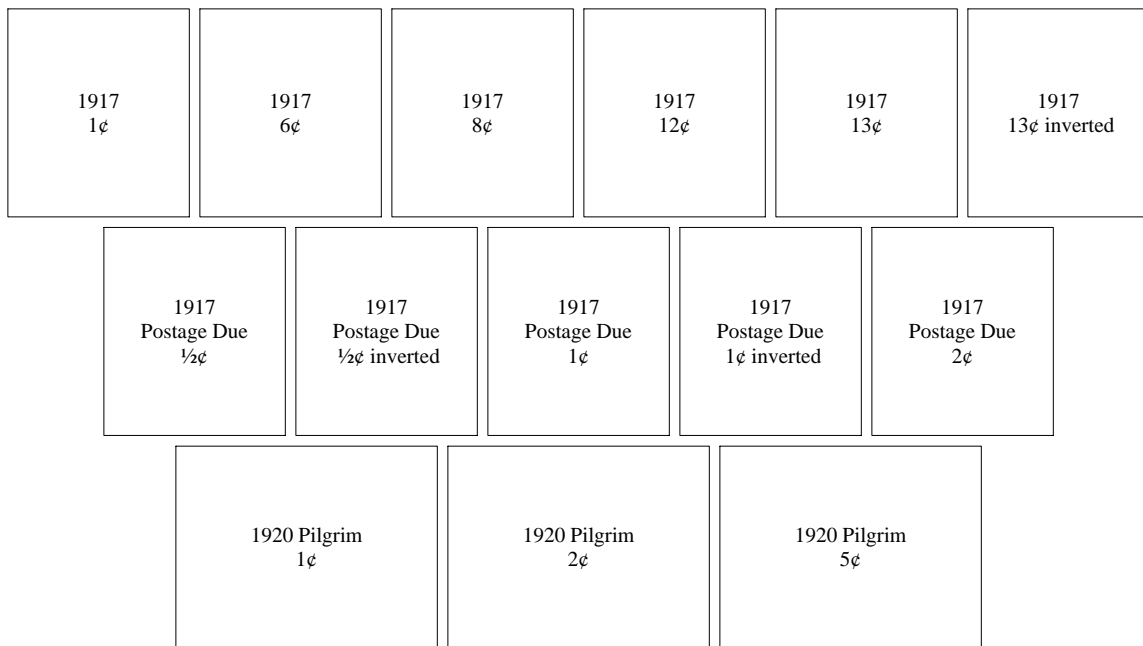 1917
1¢
1917
6¢
1917
8¢
1917
12¢
1917
13¢
1917
13¢ inverted
1917
Postage Due
½¢
1917
Postage Due
½¢ inverted
1917
Postage Due
1¢
1917
Postage Due
1¢ inverted
1917
Postage Due
2¢
1920 Pilgrim
1¢
1920 Pilgrim
2¢
1920 Pilgrim
5¢